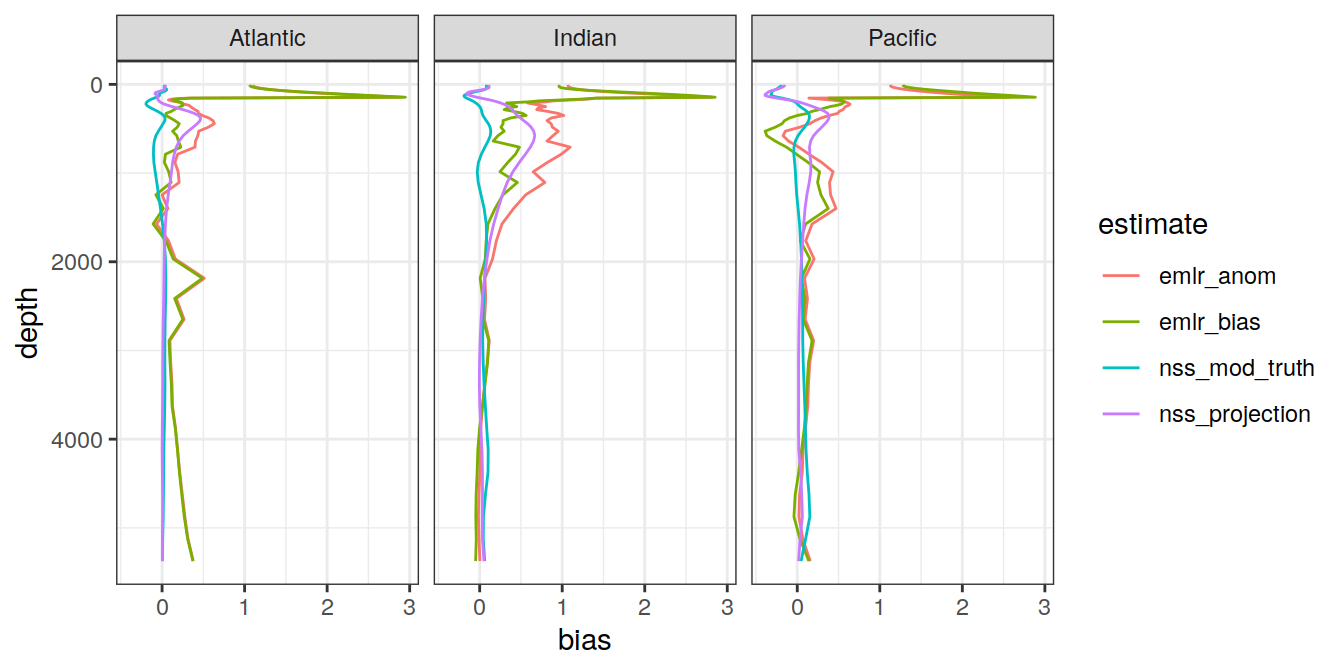 Atlantic
Indian
Pacific
0
2000
4000
depth
0 1 2 3
0 1 2 3
0 1 2 3
bias
estimate
emlr_anom
emlr_bias
nss_mod_truth
nss_projection